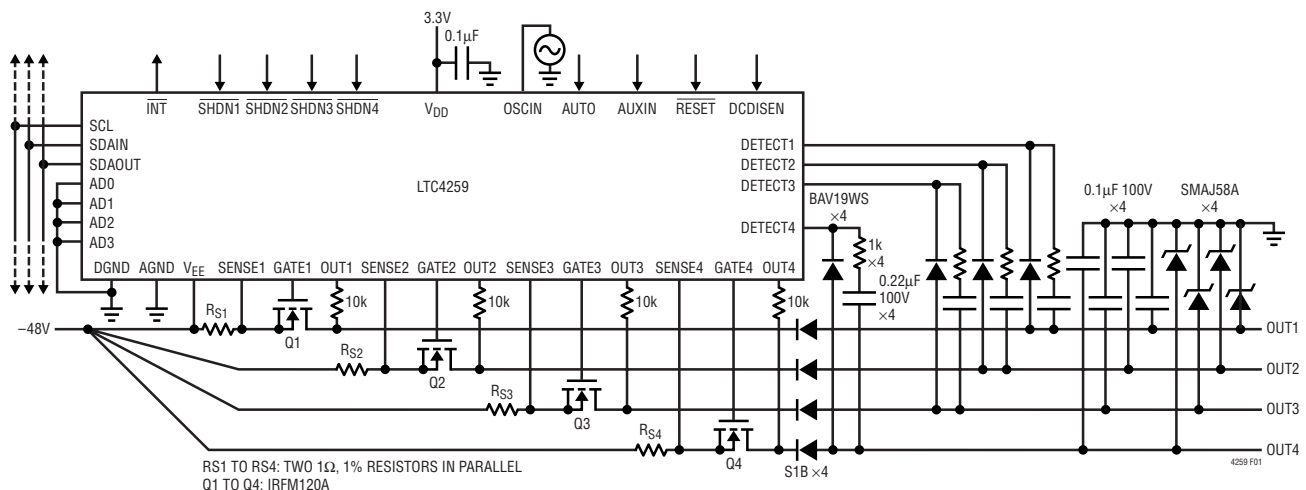 3.3V
0.1µF
INT
SHDN1
SHDN2
SHDN3
SHDN4
VDD
OSCIN
AUTO
AUXIN
RESET
DCDISEN
SCL
SDAIN
SDAOUT
AD0
AD1
AD2
AD3
LTC4259
DETECT1
DETECT2
DETECT3
DETECT4
BAV19WS
×4
0.1µF 100V
×4
SMAJ58A
×4
1k
×4
0.22µF
100V
×4
DGND
AGND
VEE
SENSE1
GATE1
OUT1
SENSE2
GATE2
OUT2
SENSE3
GATE3
OUT3
SENSE4
GATE4
OUT4
10k
10k
10k
10k
–48V
RS1
Q1
OUT1
RS2
Q2
OUT2
RS3
Q3
OUT3
RS4
Q4
S1B ×4
OUT4
4259 F01
RS1 TO RS4: TWO 1Ω, 1% RESISTORS IN PARALLEL
Q1 TO Q4: IRFM120A